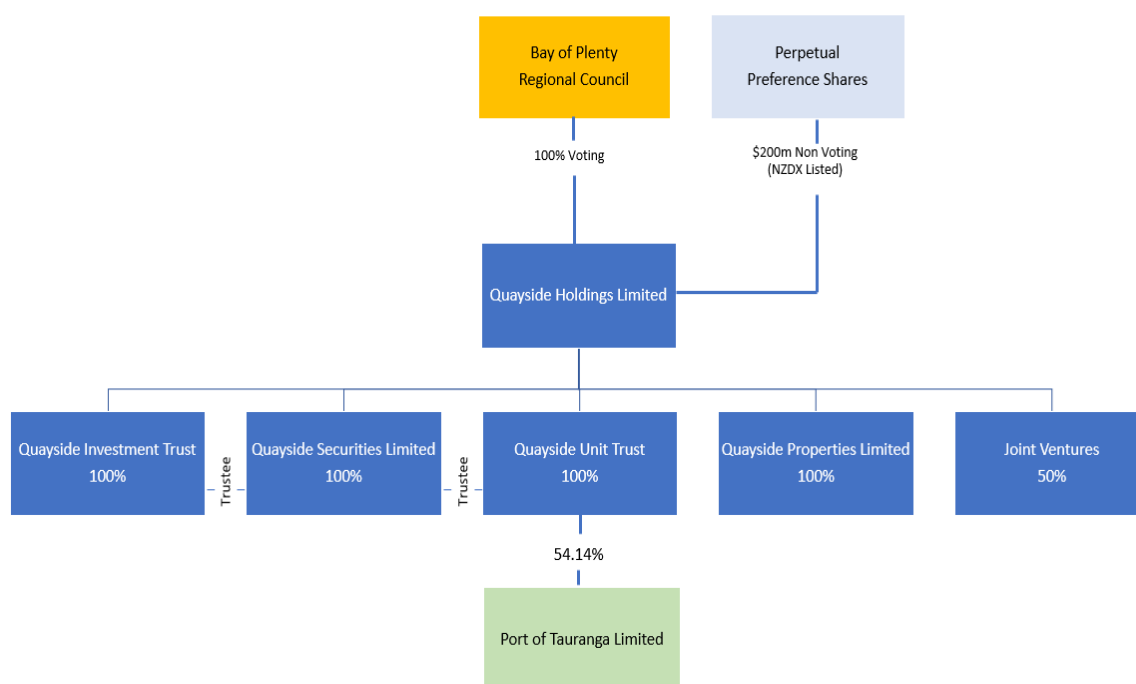 Bay of Plenty
Regional Council
Perpetual
Preference Shares
100% Voting
$200m Non Voting
(NZDX Listed)
Quayside Holdings Limited
Quayside Investment Trust
100%
Trustee
Quayside Securities Limited
100%
Trustee
Quayside Unit Trust
100%
Quayside Properties Limited
100%
Joint Ventures
50%
54.14%
Port of Tauranga Limited